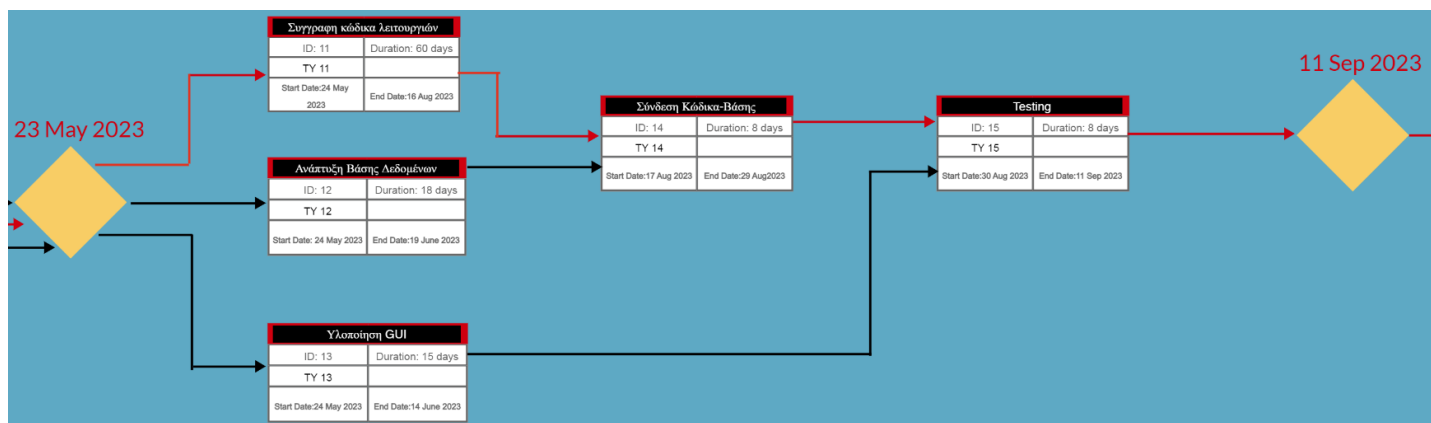 23 May 2023
Συγγραφη κώδικα λειτουργιών
ID: 11 Duration: 60 days
TY 11
Start Date:24 May
2023
End Date:16 Aug 2023
Ανάπτυξη Βάσης Δεδομένων
ID: 12 Duration: 18 days
TY 12
Start Date: 24 May 2023 End Date:19 June 2023
Υλοποίηση GUI
ID: 13 Duration: 15 days
TY 13
Start Date:24 May 2023 End Date:14 June 2023
Σύνδεση Κώδικα-Βάσης
ID: 14 Duration: 8 days
TY 14
Start Date:17 Aug 2023 End Date:29 Aug2023
Testing
ID: 15 Duration: 8 days
TY 15
Start Date:30 Aug 2023 End Date:11 Sep 2023
11 Sep 2023